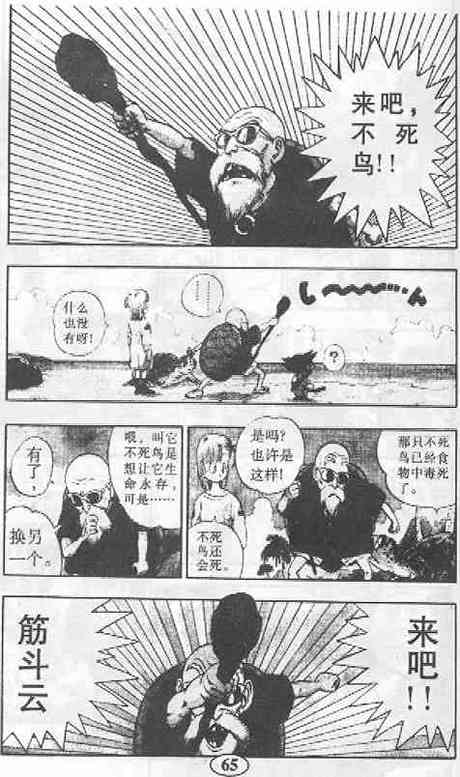 来吧，
不死
鸟!!
?
し〜〜……ん
……
什么
也没
有呀!
那只不死
鸟已经食
物中毒
了。
是吗?
也许是
这样!
不死
鸟还
会死。
哦，叫它
不死鸟是
想让它生
命永存，
可是……
有了，
换另
一个。
来吧!!
筋斗云
65